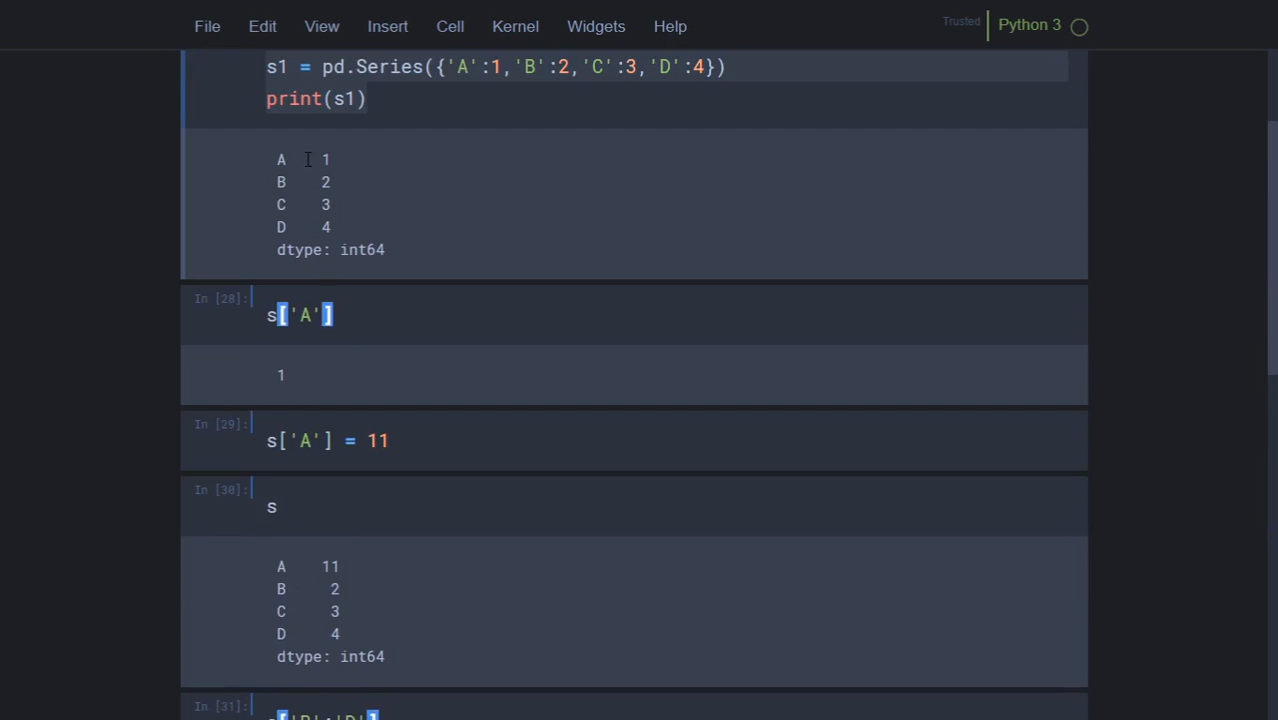 File Edit View Insert Cell Kernel Widgets Help Trusted Python 3
s1 = pd.Series({'A':1,'B':2,'C':3,'D':4})
print(s1)
A 1
B 2
C 3
D 4
dtype: int64
In [28]:
s['A']
1
In [29]:
s['A'] = 11
In [30]:
s
A 11
B 2
C 3
D 4
dtype: int64
In [31]:
s['B':'D']